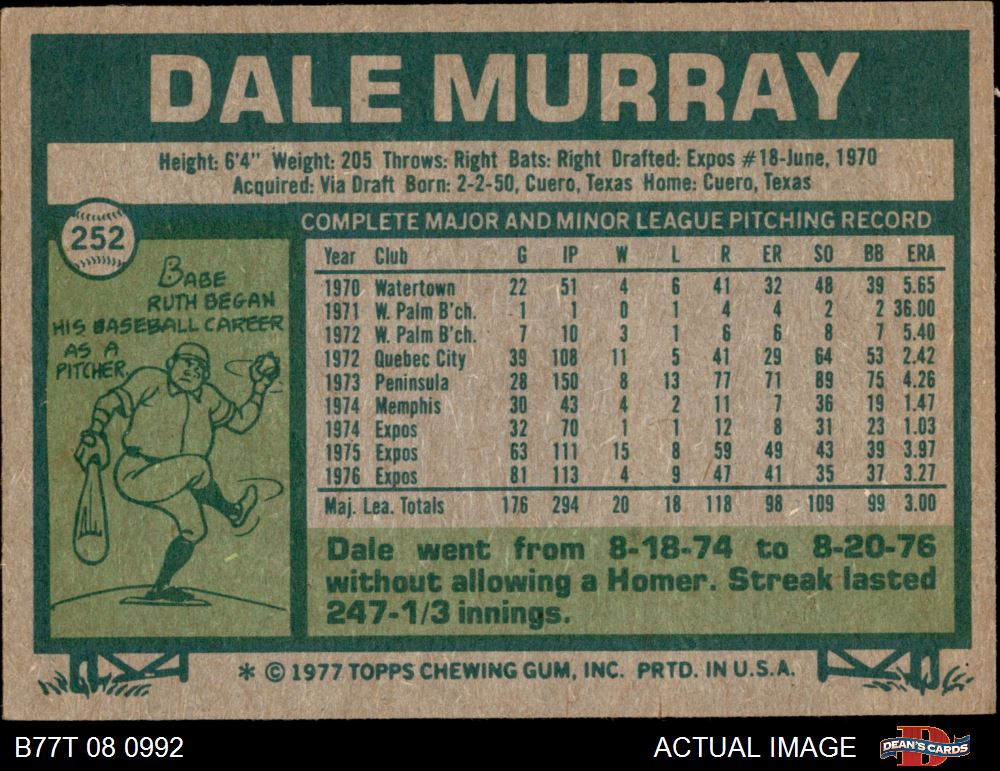 DALE MURRAY
Height: 6'4" Weight: 205 Throws: Right Bats: Right Drafted: Expos #18-June, 1970
Acquired: Via Draft Born: 2-2-50, Cuero, Texas Home: Cuero, Texas
252
BABE
RUTH BEGAN
HIS BASEBALL CAREER
AS A
PITCHER.
COMPLETE MAJOR AND MINOR LEAGUE PITCHING RECORD
Year Club G IP W L R ER SO BB ERA
1970 Watertown 22 51 4 6 41 32 48 39 5.65
1971 W. Palm B'ch. 1 1 0 1 4 4 2 2 36.00
1972 W. Palm B'ch. 7 10 3 1 6 6 8 7 5.40
1972 Quebec City 39 108 11 5 41 29 64 53 2.42
1973 Peninsula 28 150 8 13 77 71 89 75 4.26
1974 Memphis 30 43 4 2 11 7 36 19 1.47
1974 Expos 32 70 1 1 12 8 31 23 1.03
1975 Expos 63 111 15 8 59 49 43 39 3.97
1976 Expos 81 113 4 9 47 41 35 37 3.27
Maj. Lea. Totals 176 294 20 18 118 98 109 99 3.00
Dale went from 8-18-74 to 8-20-76
without allowing a Homer. Streak lasted
247-1/3 innings.
* © 1977 TOPPS CHEWING GUM, INC. PRTD. IN U.S.A.
B77T 08 0992
ACTUAL IMAGE
DEAN'S CARDS